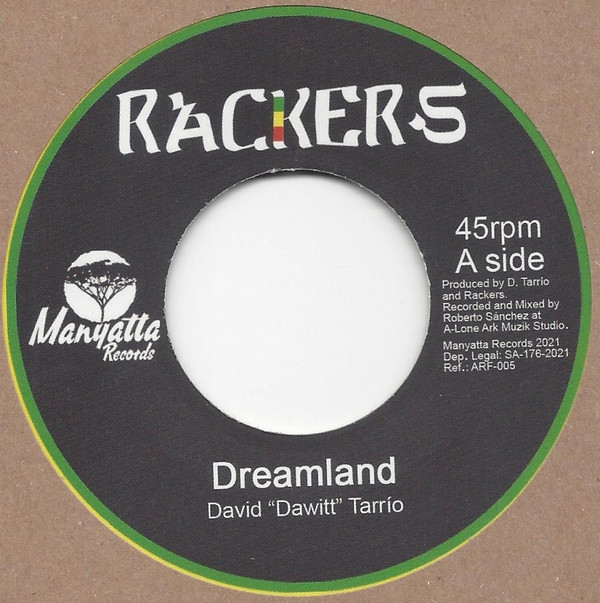 RACKERS
45rpm
A side
Produced by D. Tarrio
and Rackers.
Recorded and Mixed by
Roberto Sánchez at
A-Lone Ark Muzik Studio.
Manyatta Records 2021
Dep. Legal: SA-176-2021
Ref.: ARF-005
Manyatta
Records
Dreamland
David “Dawitt” Tarrío